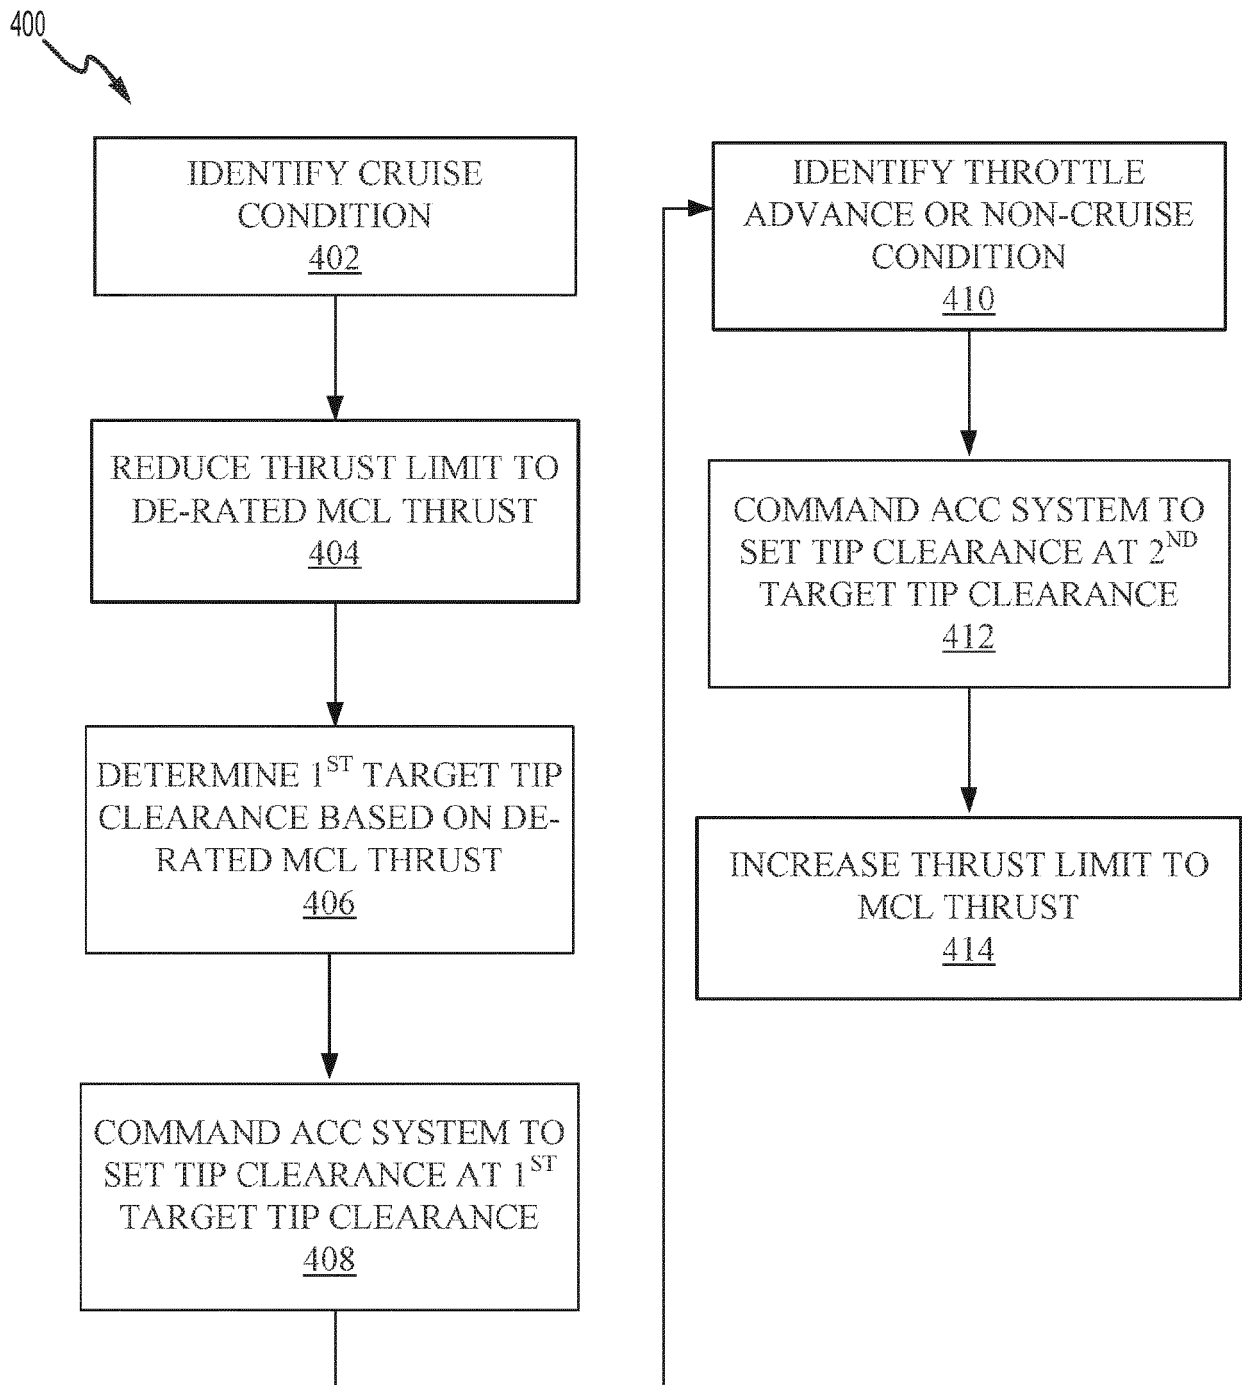 400
IDENTIFY CRUISE
CONDITION
402
REDUCE THRUST LIMIT TO
DE-RATED MCL THRUST
404
DETERMINE 1ST TARGET TIP
CLEARANCE BASED ON DE-
RATED MCL THRUST
406
COMMAND ACC SYSTEM TO
SET TIP CLEARANCE AT 1ST
TARGET TIP CLEARANCE
408
IDENTIFY THROTTLE
ADVANCE OR NON-CRUISE
CONDITION
410
COMMAND ACC SYSTEM TO
SET TIP CLEARANCE AT 2ND
TARGET TIP CLEARANCE
412
INCREASE THRUST LIMIT TO
MCL THRUST
414